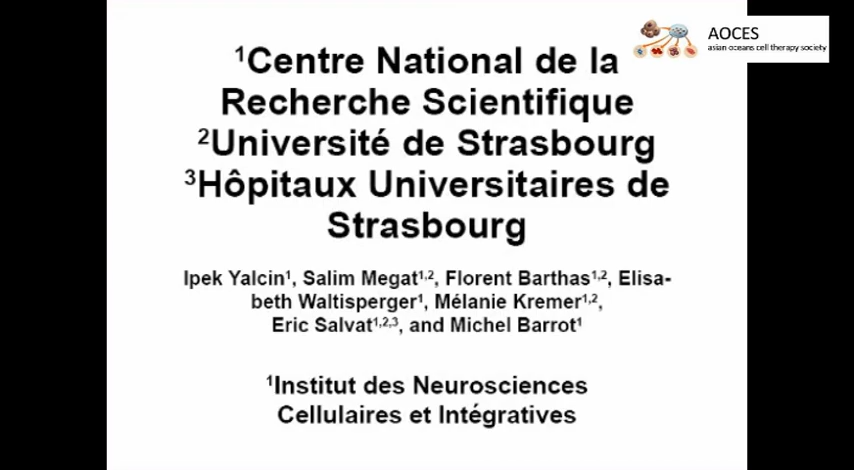 AOCES
asian oceans cell therapy society
¹Centre National de la
Recherche Scientifique
²Université de Strasbourg
³Hôpitaux Universitaires de
Strasbourg
Ipek Yalcin¹, Salim Megat¹,², Florent Barthas¹,², Elisa-
beth Waltisperger¹, Mélanie Kremer¹,²,
Eric Salvat¹,²,³, and Michel Barrot¹
¹Institut des Neurosciences
Cellulaires et Intégratives